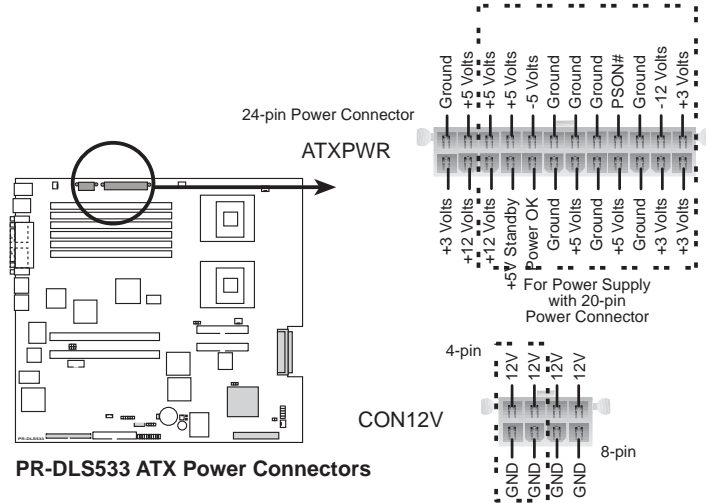 24-pin Power Connector
ATXPWR
Ground
+5 Volts
+5 Volts
+5 Volts
-5 Volts
Ground
Ground
Ground
PSON#
Ground
-12 Volts
+3 Volts
+3 Volts
+12 Volts
+12 Volts
+5V Standby
Power OK
Ground
+5 Volts
Ground
+5 Volts
Ground
+3 Volts
+3 Volts
For Power Supply
with 20-pin
Power Connector
4-pin
12V
12V
12V
12V
CON12V
8-pin
GND
GND
GND
GND
PR-DLS533
PR-DLS533 ATX Power Connectors